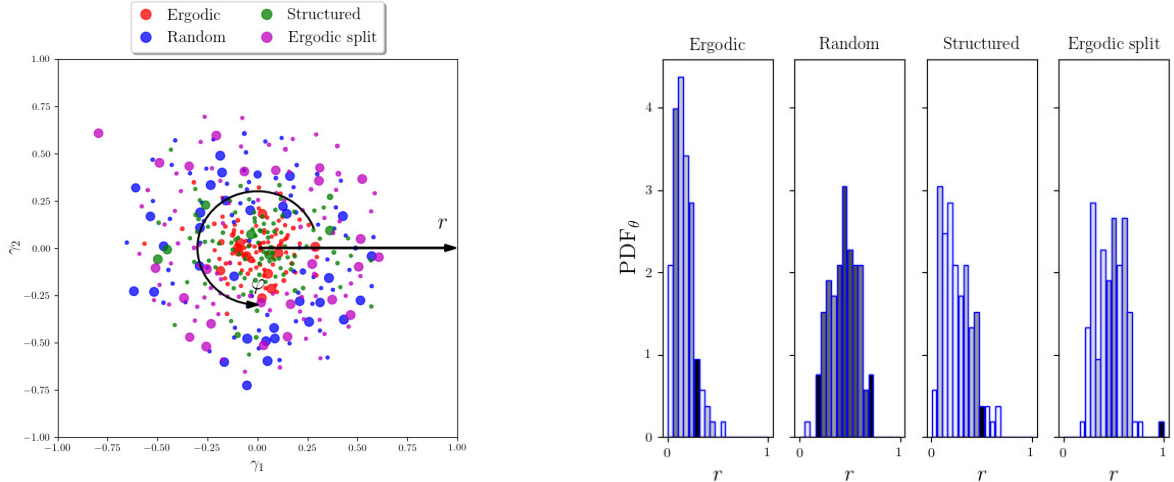 Ergodic
Structured
Random
Ergodic split
1.00
0.75
0.50
0.25
0.00
−0.25
−0.50
−0.75
−1.00
γ2
r
φ
−1.00 −0.75 −0.50 −0.25 0.00 0.25 0.50 0.75 1.00
γ1
Ergodic Random Structured Ergodic split
4
3
2
1
0
PDFθ
0 1 0 1 0 1 0 1
r r r r